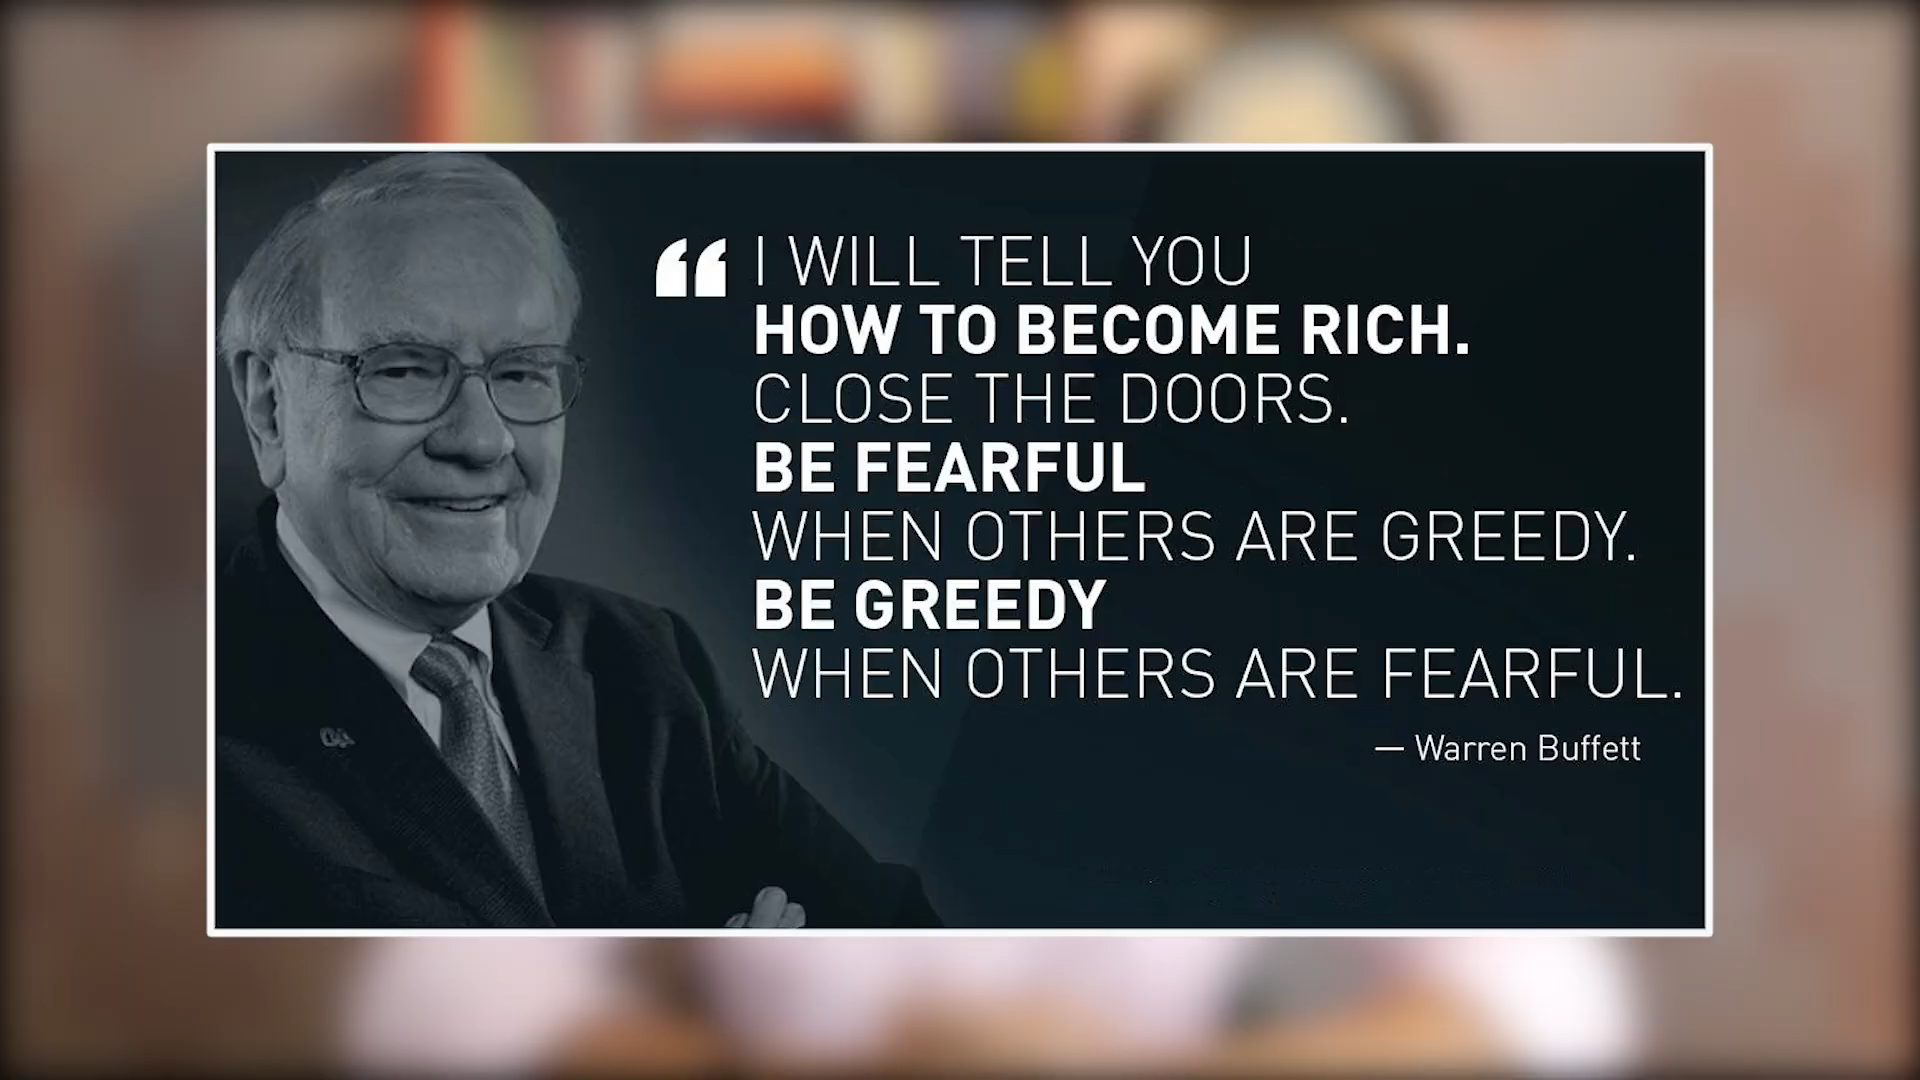 “ I WILL TELL YOU
HOW TO BECOME RICH.
CLOSE THE DOORS.
BE FEARFUL
WHEN OTHERS ARE GREEDY.
BE GREEDY
WHEN OTHERS ARE FEARFUL.
— Warren Buffett